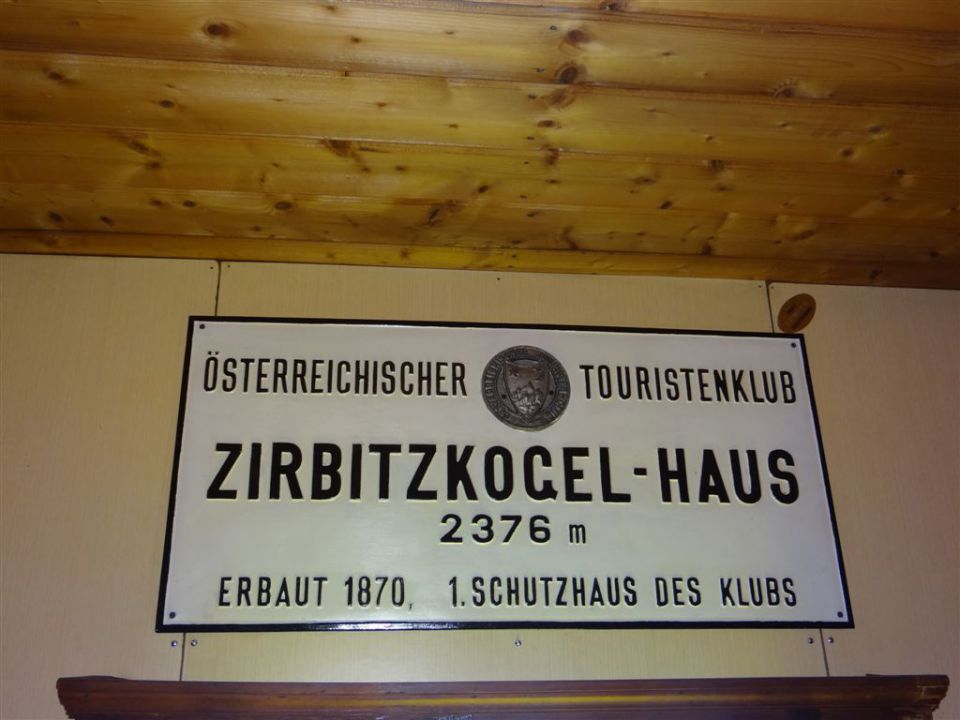 ÖSTERREICHISCHER TOURISTENKLUB
ZIRBITZKOGEL-HAUS
2376 m
ERBAUT 1870, 1. SCHUTZHAUS DES KLUBS